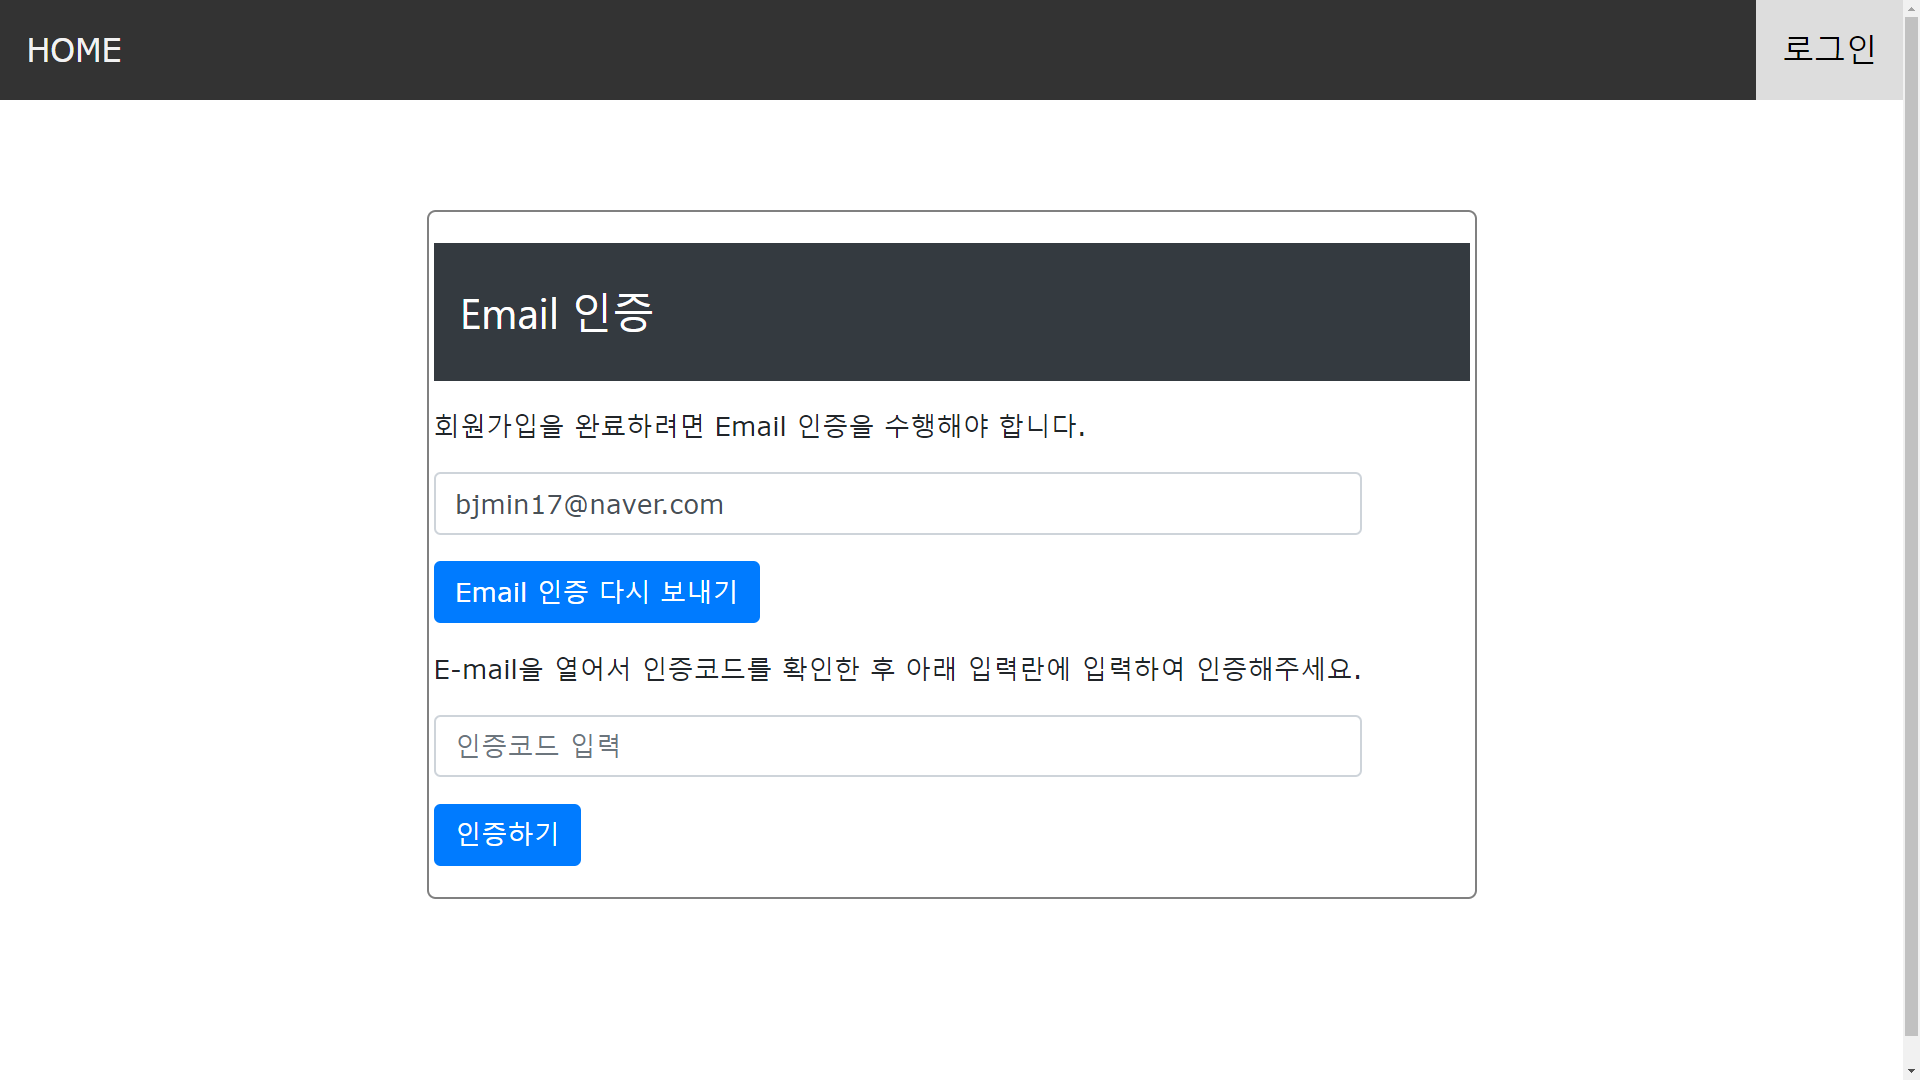 HOME
로그인
Email 인증
회원가입을 완료하려면 Email 인증을 수행해야 합니다.
bjmin17@naver.com
Email 인증 다시 보내기
E-mail을 열어서 인증코드를 확인한 후 아래 입력란에 입력하여 인증해주세요.
인증코드 입력
인증하기